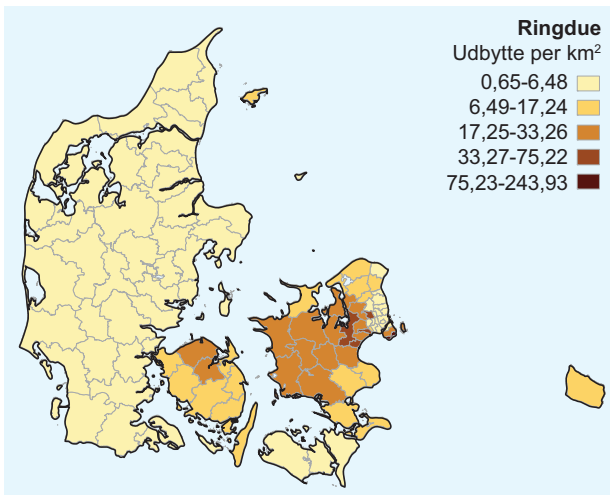 Ringdue
Udbytte per km²
0,65-6,48
6,49-17,24
17,25-33,26
33,27-75,22
75,23-243,93